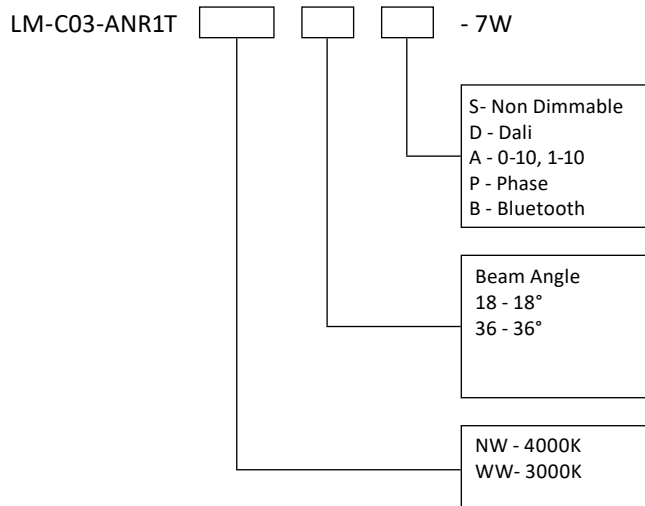 LM-C03-ANR1T - 7W
S- Non Dimmable
D - Dali
A - 0-10, 1-10
P - Phase
B - Bluetooth
Beam Angle
18 - 18°
36 - 36°
NW - 4000K
WW- 3000K